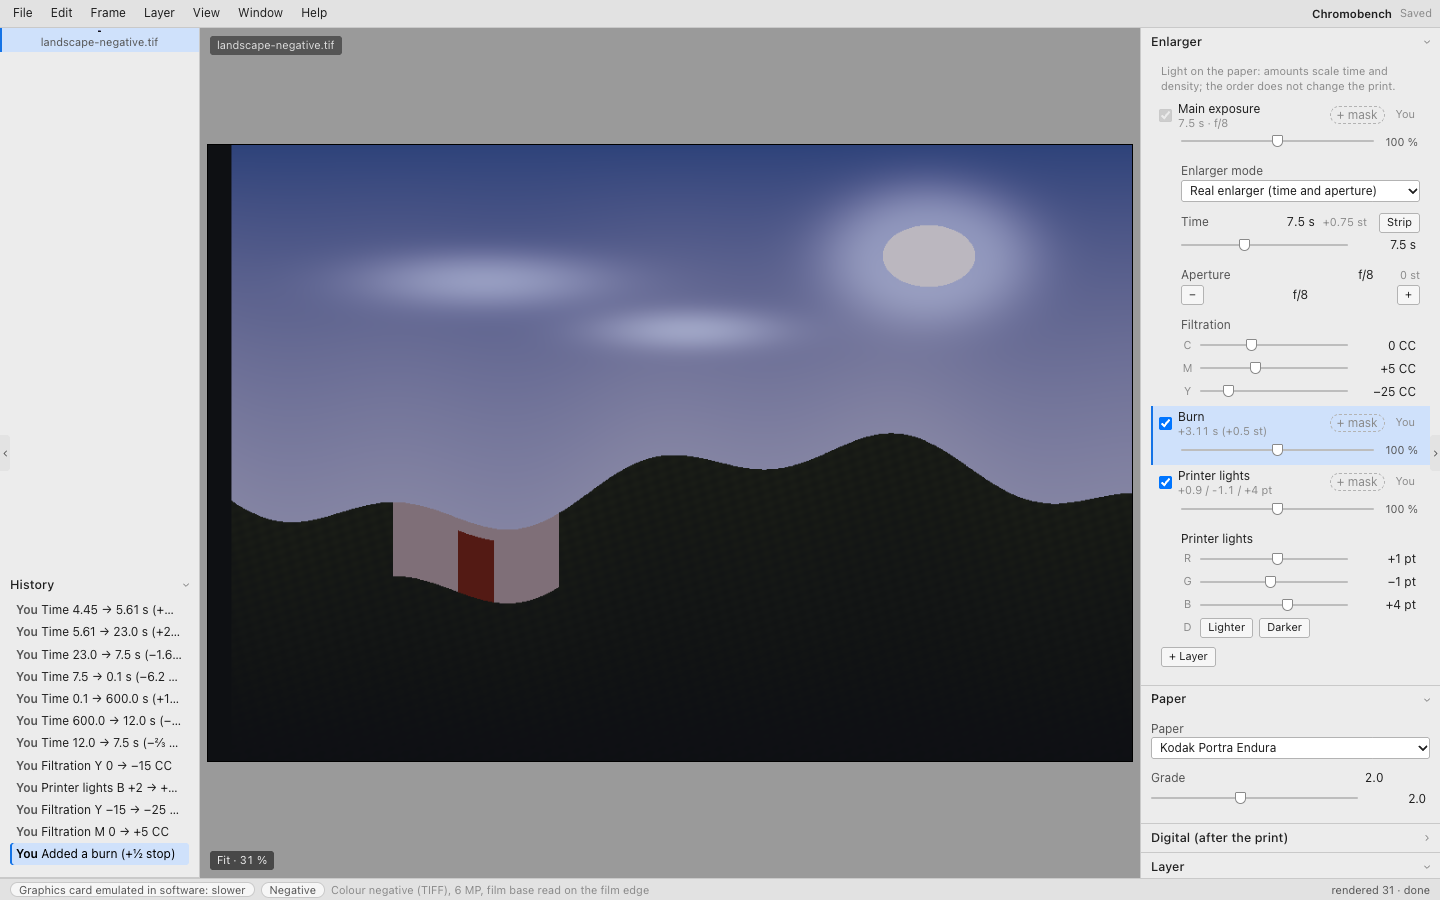 File Edit Frame Layer View Window Help
Chromobench Saved
landscape-negative.tif
landscape-negative.tif
Fit · 31 %
History
You Time 4.45 → 5.61 s (+...
You Time 5.61 → 23.0 s (+2...
You Time 23.0 → 7.5 s (−1.6...
You Time 7.5 → 0.1 s (−6.2 ...
You Time 0.1 → 600.0 s (+1...
You Time 600.0 → 12.0 s (−...
You Time 12.0 → 7.5 s (−⅔ ...
You Filtration Y 0 → −15 CC
You Printer lights B +2 → +...
You Filtration Y −15 → −25 ...
You Filtration M 0 → +5 CC
You Added a burn (+½ stop)
Enlarger
Light on the paper: amounts scale time and
density; the order does not change the print.
Main exposure + mask You
7.5 s · f/8
100 %
Enlarger mode
Real enlarger (time and aperture)
Time 7.5 s +0.75 st Strip
7.5 s
Aperture f/8 0 st
− f/8 +
Filtration
C 0 CC
M +5 CC
Y −25 CC
Burn + mask You
+3.11 s (+0.5 st)
100 %
Printer lights + mask You
+0.9 / -1.1 / +4 pt
100 %
Printer lights
R +1 pt
G −1 pt
B +4 pt
D Lighter Darker
+ Layer
Paper
Paper
Kodak Portra Endura
Grade 2.0
2.0
Digital (after the print)
Layer
Graphics card emulated in software: slower Negative Colour negative (TIFF), 6 MP, film base read on the film edge rendered 31 · done